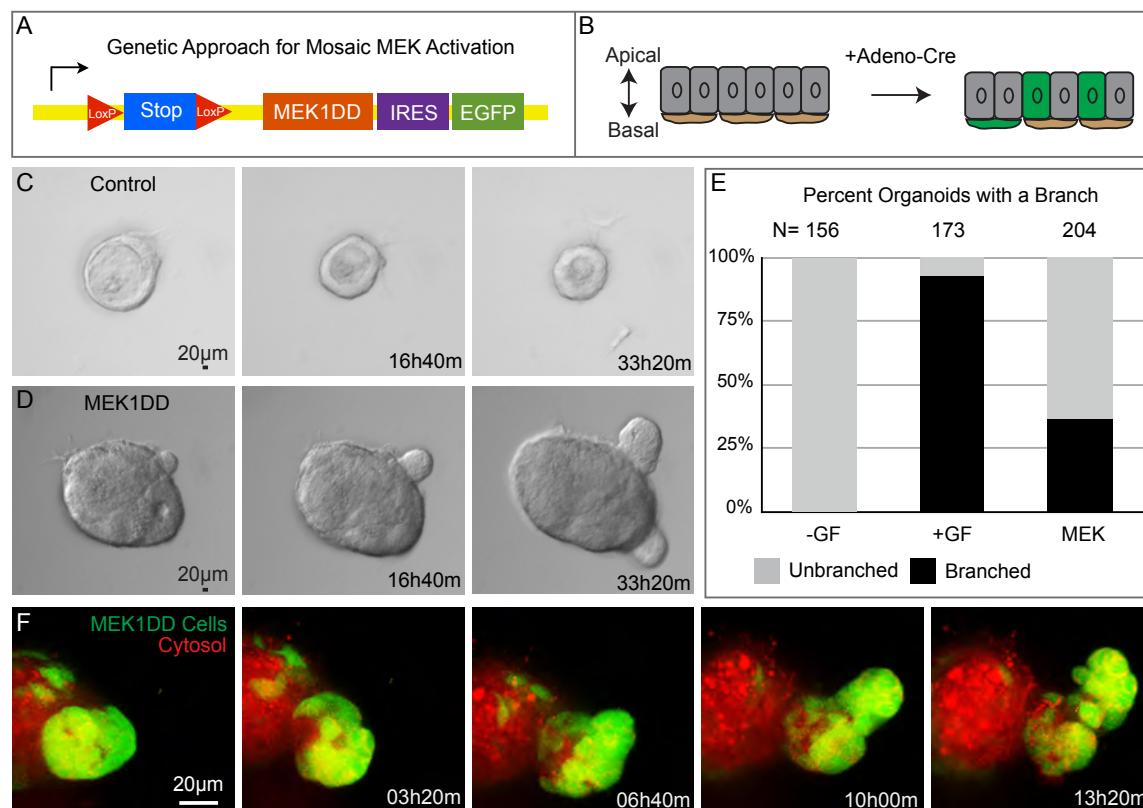 A
Genetic Approach for Mosaic MEK Activation
LoxP
Stop
LoxP
MEK1DD
IRES
EGFP
B
Apical
Basal
+Adeno-Cre
C
Control
20µm
16h40m
33h20m
D
MEK1DD
20µm
16h40m
33h20m
E
Percent Organoids with a Branch
N= 156
173
204
100%
75%
50%
25%
0%
-GF
+GF
MEK
Unbranched
Branched
F
MEK1DD Cells
Cytosol
20µm
03h20m
06h40m
10h00m
13h20m